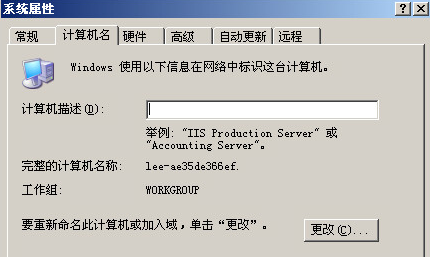 系统属性
常规 计算机名 硬件 高级 自动更新 远程
Windows 使用以下信息在网络中标识这台计算机。
计算机描述(D):
举例: "IIS Production Server" 或
"Accounting Server"。
完整的计算机名称: lee-ae35de366ef.
工作组: WORKGROUP
要重新命名此计算机或加入域，单击“更改”。 更改(C)...